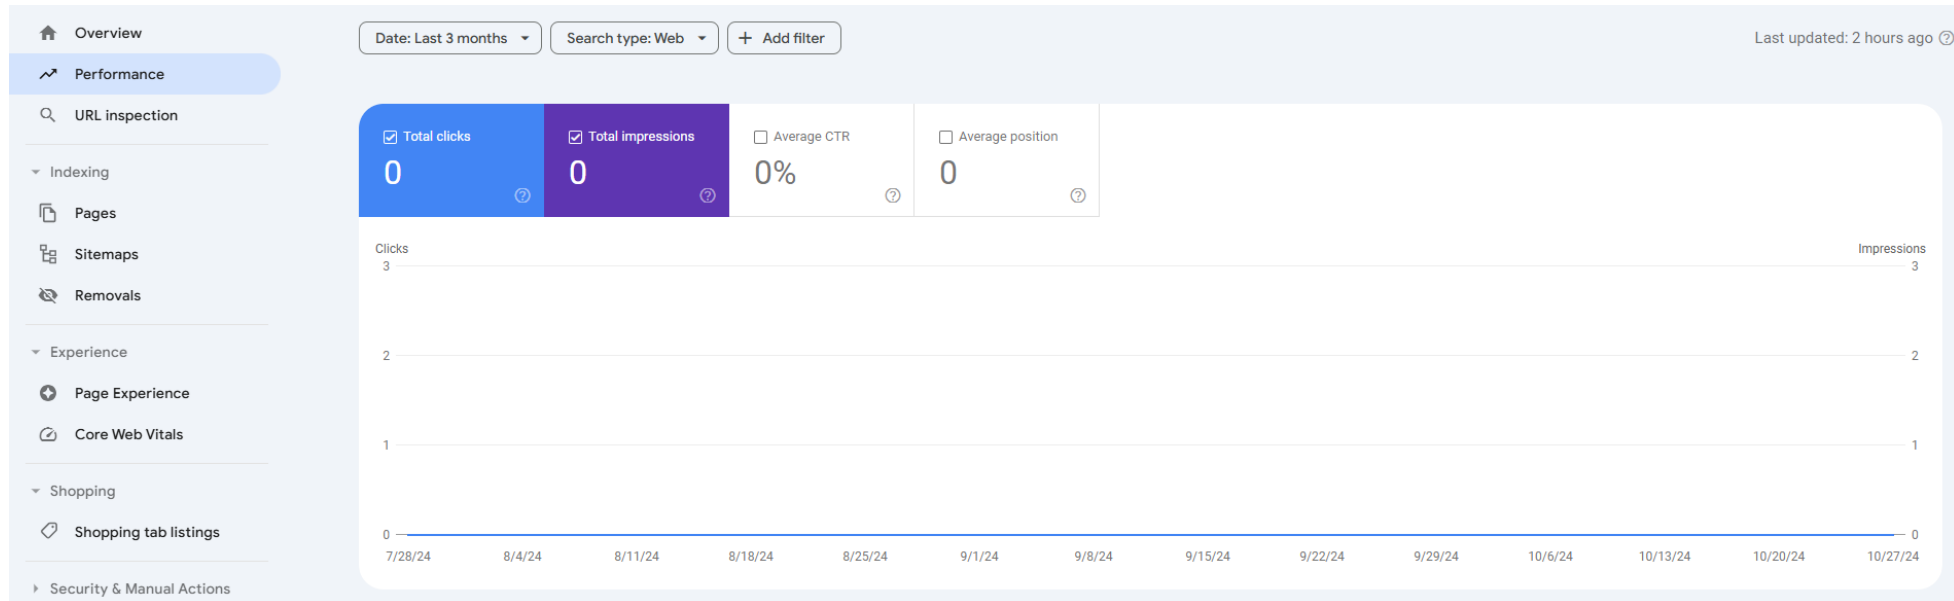 Overview
Performance
URL inspection
Indexing
Pages
Sitemaps
Removals
Experience
Page Experience
Core Web Vitals
Shopping
Shopping tab listings
Security & Manual Actions
Date: Last 3 months
Search type: Web
+ Add filter
Last updated: 2 hours ago
Total clicks
0
Total impressions
0
Average CTR
0%
Average position
0
Clicks
Impressions
3 3
2 2
1 1
0 0
7/28/24 8/4/24 8/11/24 8/18/24 8/25/24 9/1/24 9/8/24 9/15/24 9/22/24 9/29/24 10/6/24 10/13/24 10/20/24 10/27/24